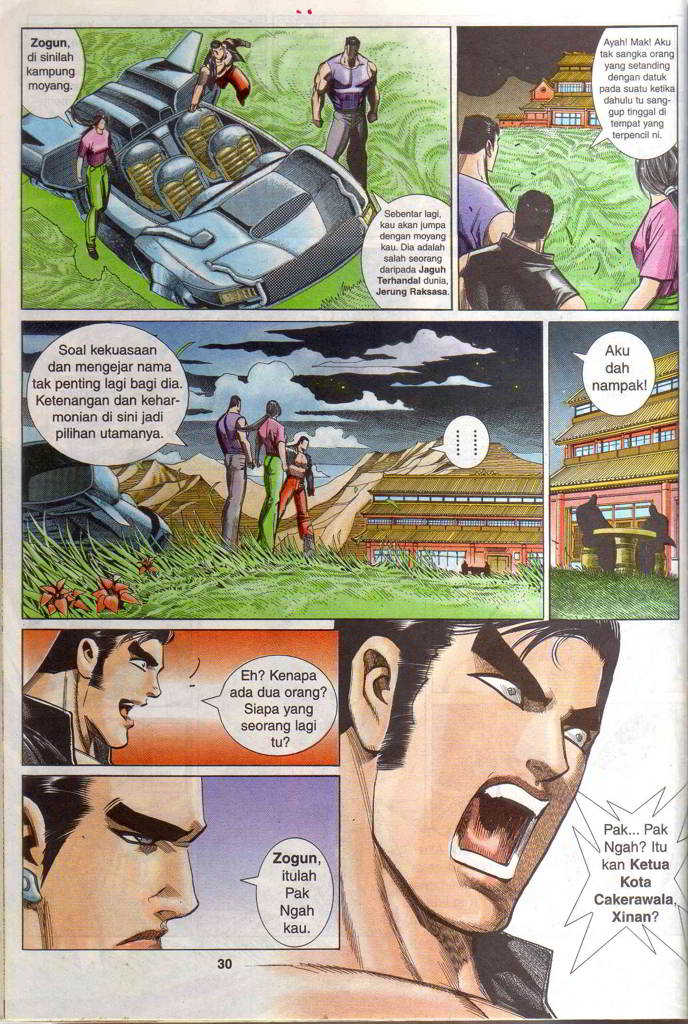 Zogun,
di sinilah
kampung
moyang.
Sebentar lagi,
kau akan jumpa
dengan moyang
kau. Dia adalah
salah seorang
daripada Jaguh
Terhandal dunia,
Jerung Raksasa.
Ayah! Mak! Aku
tak sangka orang
yang setanding
dengan datuk
pada suatu ketika
dahulu tu sang-
gup tinggal di
tempat yang
terpencil ni.
Soal kekuasaan
dan mengejar nama
tak penting lagi bagi dia.
Ketenangan dan kehar-
monian di sini jadi
pilihan utamanya.
Aku
dah
nampak!
Eh? Kenapa
ada dua orang?
Siapa yang
seorang lagi
tu?
Zogun,
itulah
Pak
Ngah
kau.
Pak... Pak
Ngah? Itu
kan Ketua
Kota
Cakerawala,
Xinan?
30